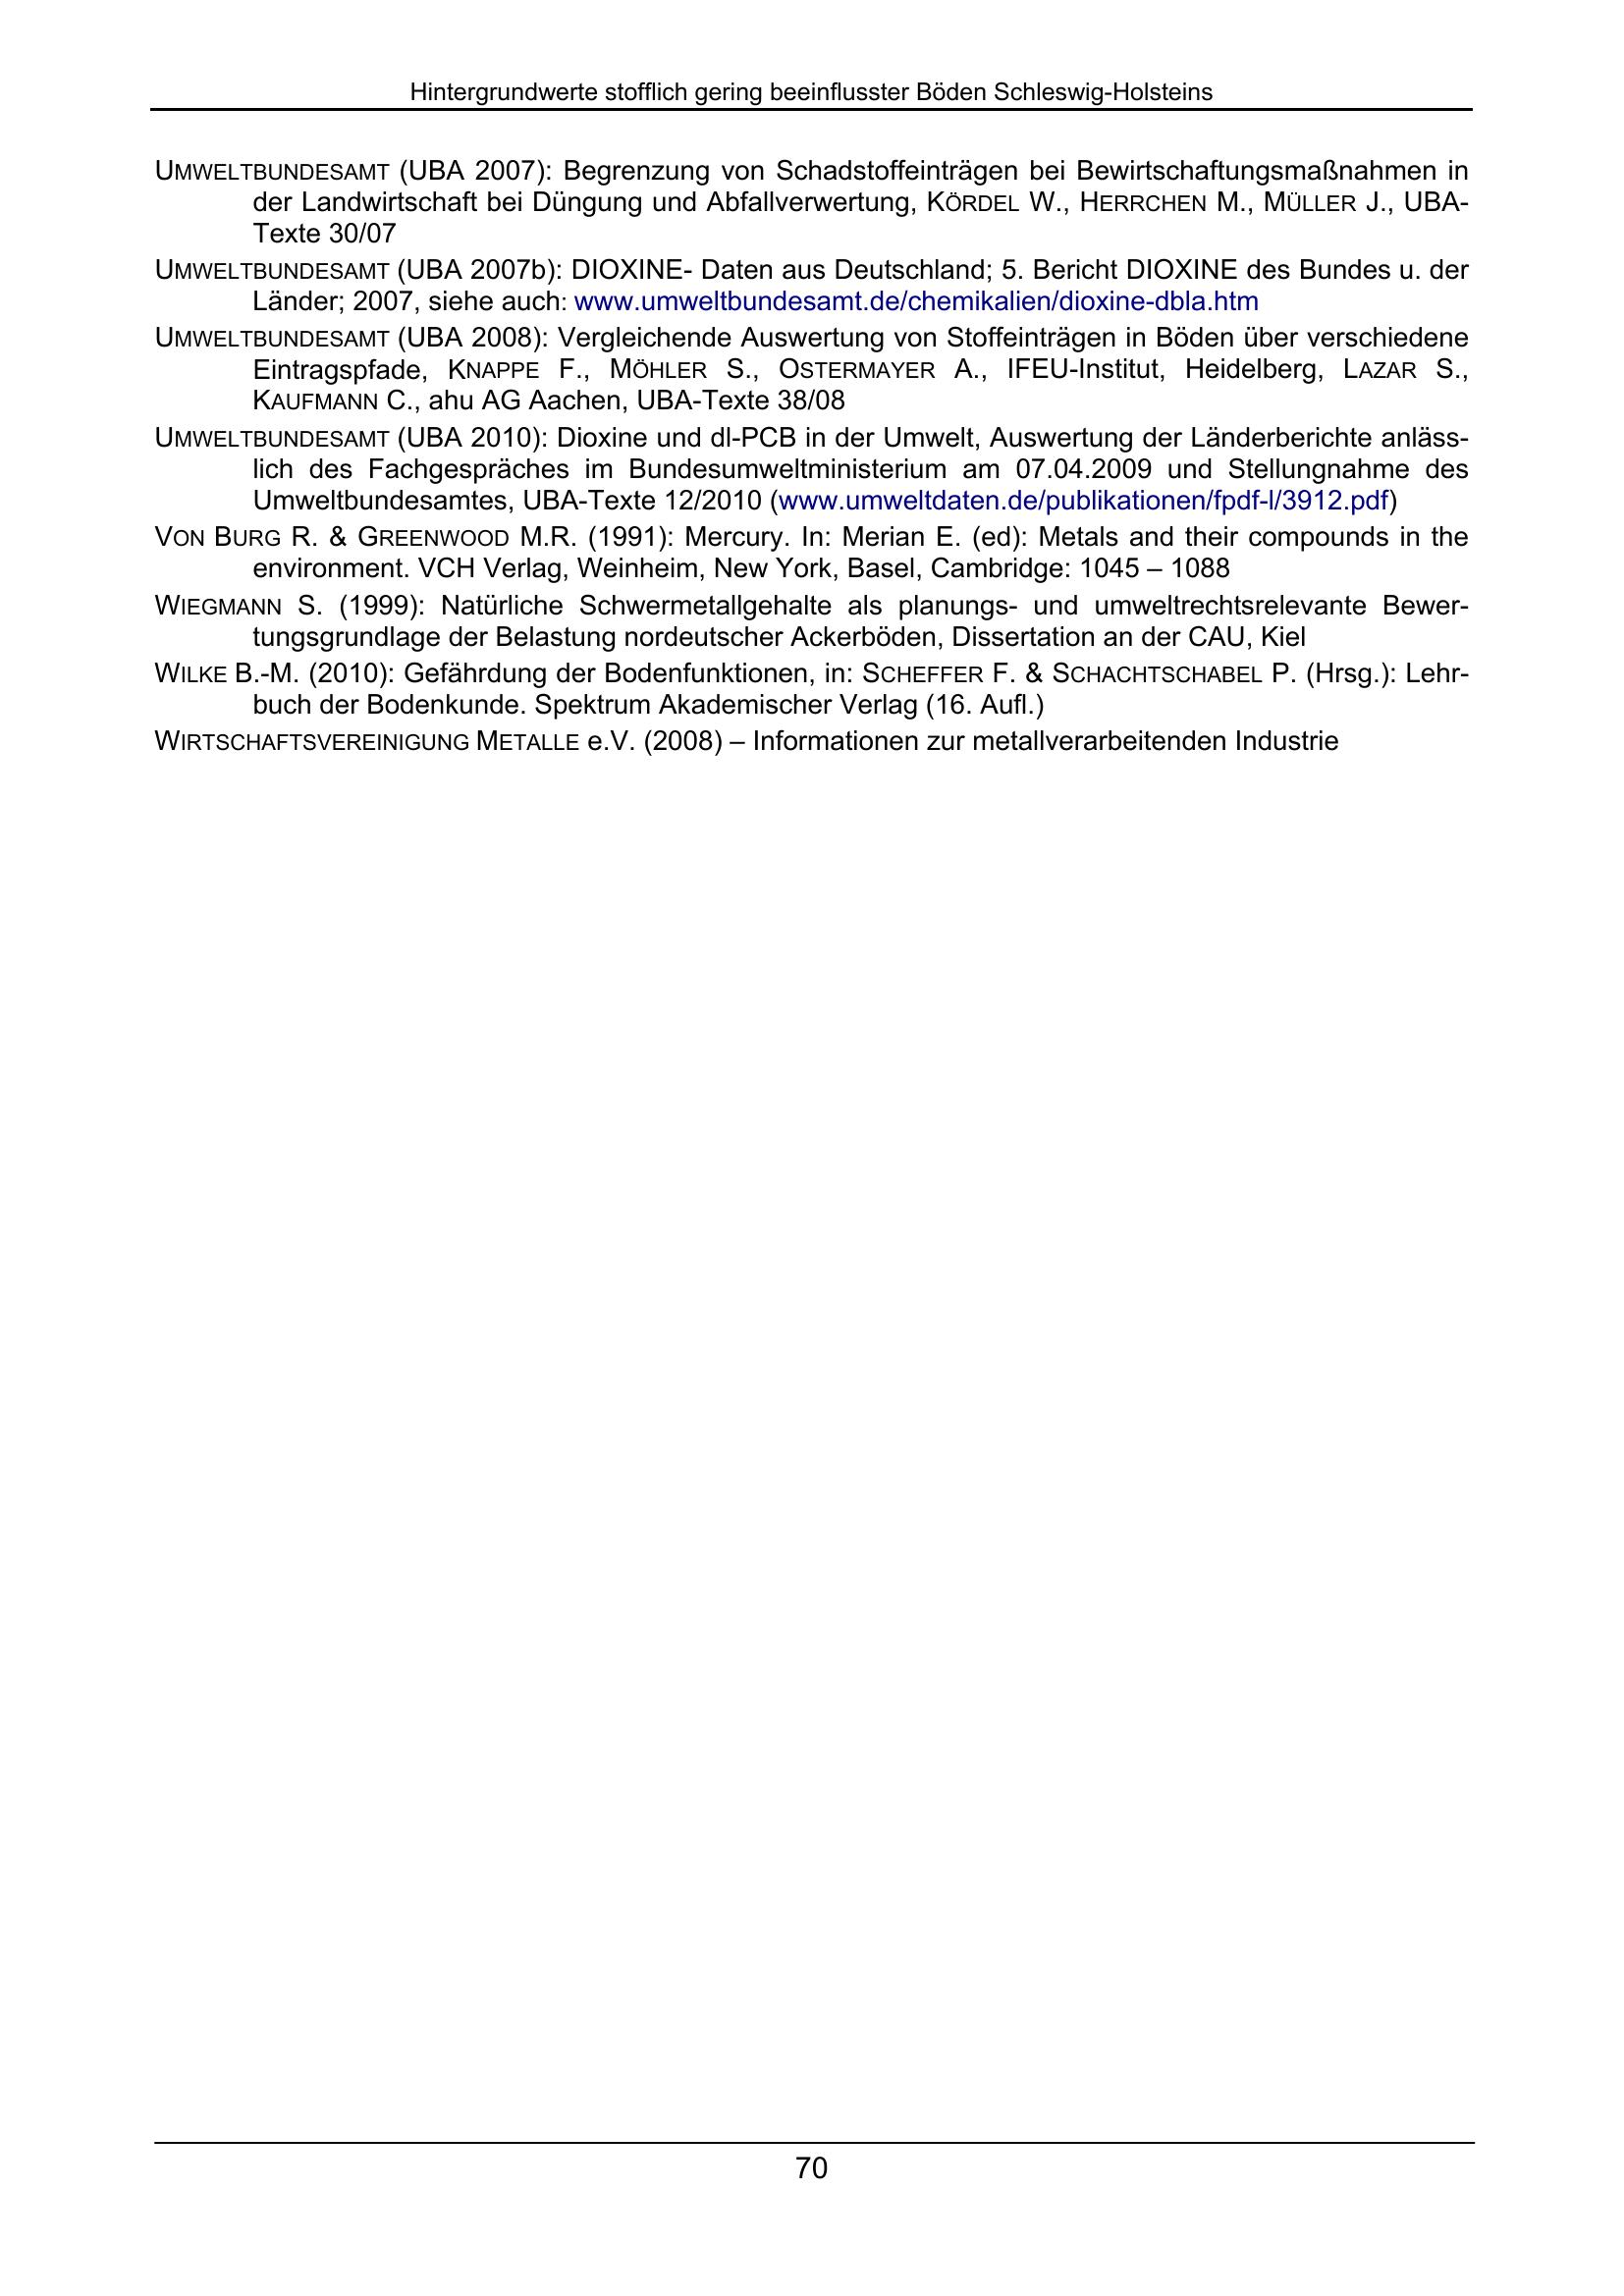 Hintergrundwerte stofflich gering beeinflusster Böden Schleswig-Holsteins
UMWELTBUNDESAMT (UBA 2007): Begrenzung von Schadstoffeinträgen bei Bewirtschaftungsmaßnahmen in
der Landwirtschaft bei Düngung und Abfallverwertung, KÖRDEL W., HERRCHEN M., MÜLLER J., UBA-
Texte 30/07
UMWELTBUNDESAMT (UBA 2007b): DIOXINE- Daten aus Deutschland; 5. Bericht DIOXINE des Bundes u. der
Länder; 2007, siehe auch: www.umweltbundesamt.de/chemikalien/dioxine-dbla.htm
UMWELTBUNDESAMT (UBA 2008): Vergleichende Auswertung von Stoffeinträgen in Böden über verschiedene
Eintragspfade, KNAPPE F., MÖHLER S., OSTERMAYER A., IFEU-Institut, Heidelberg, LAZAR S.,
KAUFMANN C., ahu AG Aachen, UBA-Texte 38/08
UMWELTBUNDESAMT (UBA 2010): Dioxine und dl-PCB in der Umwelt, Auswertung der Länderberichte anläss-
lich des Fachgespräches im Bundesumweltministerium am 07.04.2009 und Stellungnahme des
Umweltbundesamtes, UBA-Texte 12/2010 (www.umweltdaten.de/publikationen/fpdf-l/3912.pdf)
VON BURG R. & GREENWOOD M.R. (1991): Mercury. In: Merian E. (ed): Metals and their compounds in the
environment. VCH Verlag, Weinheim, New York, Basel, Cambridge: 1045 – 1088
WIEGMANN S. (1999): Natürliche Schwermetallgehalte als planungs- und umweltrechtsrelevante Bewer-
tungsgrundlage der Belastung nordeutscher Ackerböden, Dissertation an der CAU, Kiel
WILKE B.-M. (2010): Gefährdung der Bodenfunktionen, in: SCHEFFER F. & SCHACHTSCHABEL P. (Hrsg.): Lehr-
buch der Bodenkunde. Spektrum Akademischer Verlag (16. Aufl.)
WIRTSCHAFTSVEREINIGUNG METALLE e.V. (2008) – Informationen zur metallverarbeitenden Industrie
70